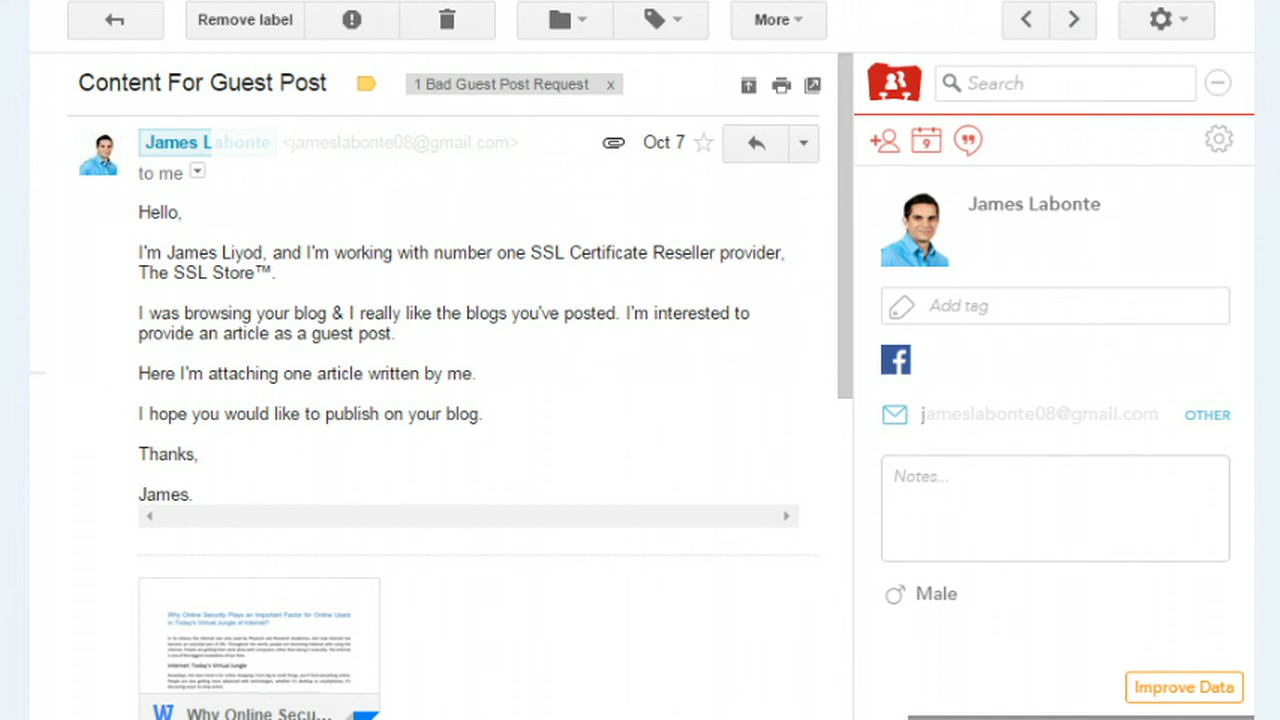 Remove label
More
Content For Guest Post
1 Bad Guest Post Request x
Search
James Labonte <jameslabonte08@gmail.com>
Oct 7
9
to me
James Labonte
Hello,
I'm James Liyod, and I'm working with number one SSL Certificate Reseller provider,
The SSL Store™.
I was browsing your blog & I really like the blogs you've posted. I'm interested to
provide an article as a guest post.
Here I'm attaching one article written by me.
I hope you would like to publish on your blog.
Thanks,
James.
Add tag
f
jameslabonte08@gmail.com OTHER
Notes...
Male
Why Online Security Plays an Important Factor for Online Users
in Today's Virtual Jungle of Internet?
Internet Today's Virtual Jungle
W Why Online Secu...
Improve Data